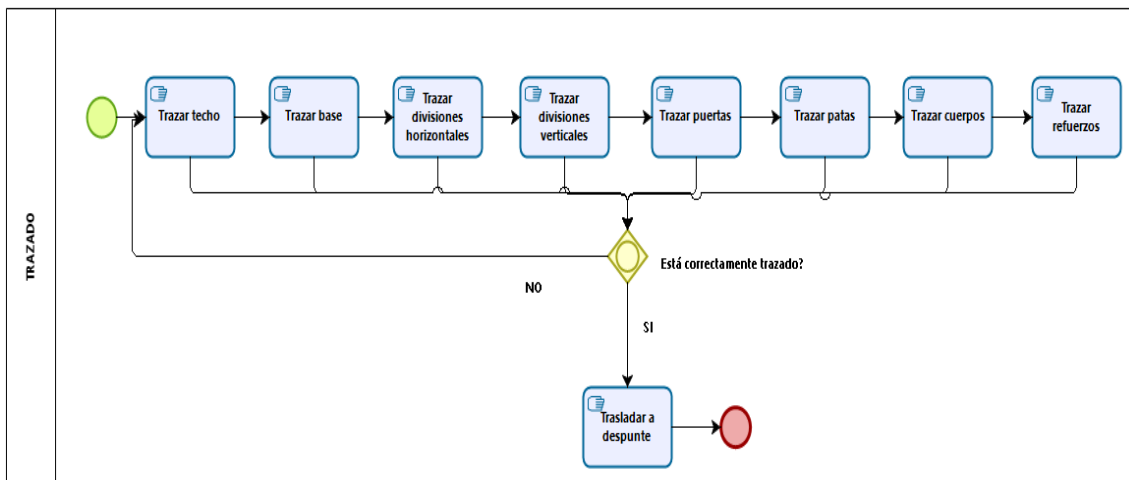 TRAZADO
Trazar techo
Trazar base
Trazar
divisiones
horizontales
Trazar
divisiones
verticales
Trazar puertas
Trazar patas
Trazar cuerpos
Trazar
refuerzos
Está correctamente trazado?
NO
SI
Trasladar a
despunte